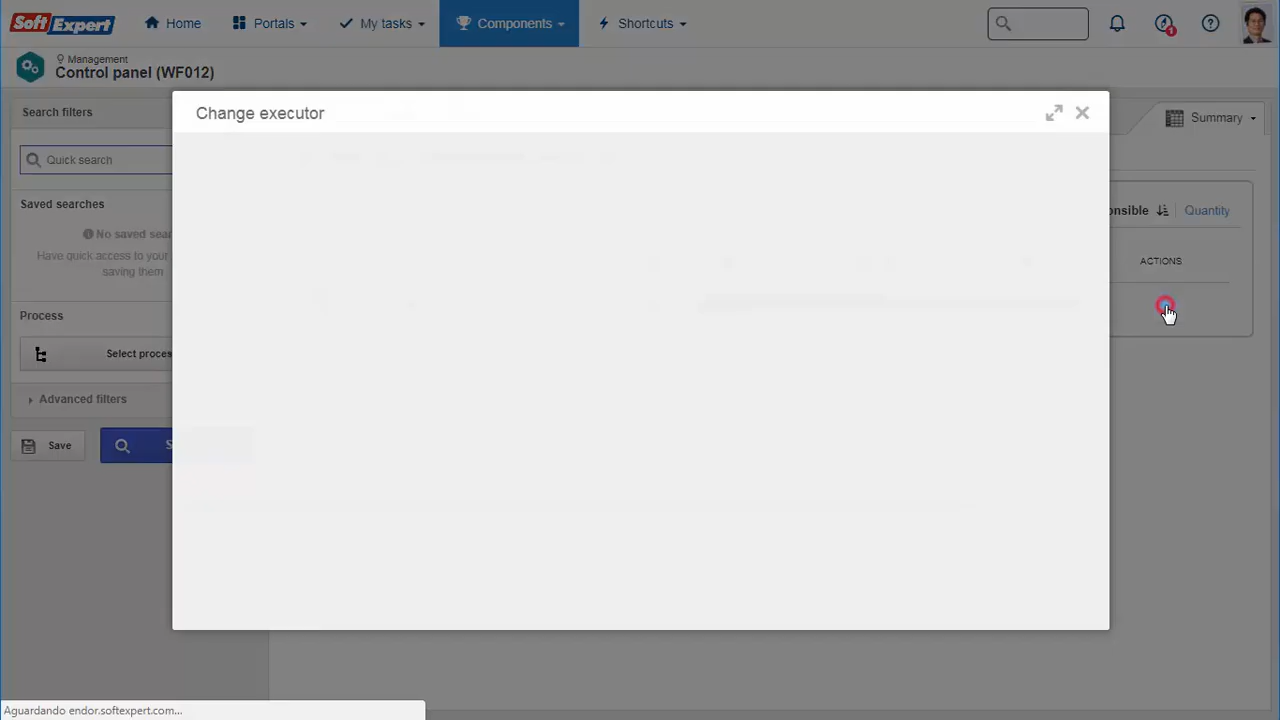 SoftExpert
Home
Portals
My tasks
Components
Shortcuts
1
Management
Control panel (WF012)
Search filters
Change executor
Summary
Quick search
Saved searches
No saved sear
Have quick access to your
saving them
onsible
Quantity
ACTIONS
Process
Select proces
Advanced filters
Save
S
Aguardando endor.softexpert.com...